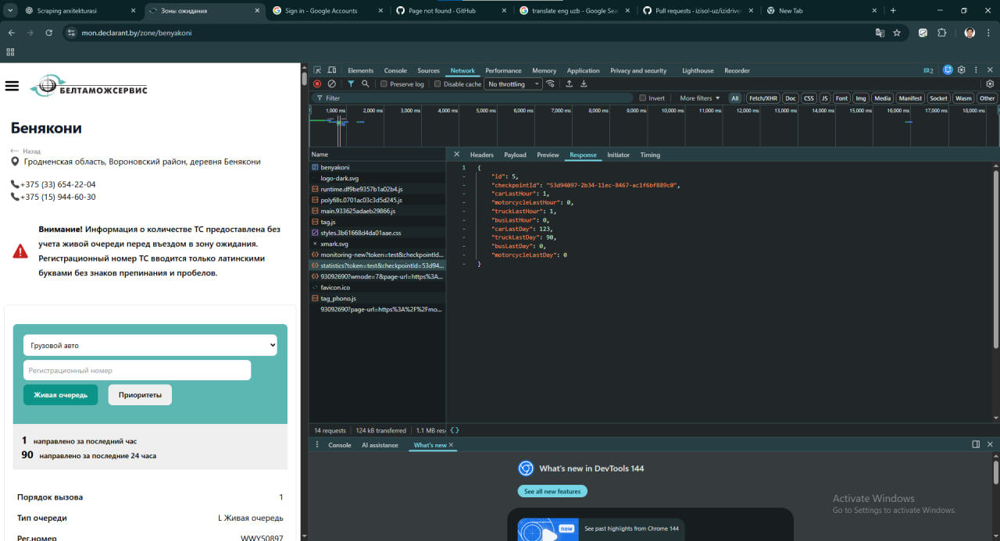 Scraping arxitekturasi
Зоны ожидания
Sign in - Google Accounts
Page not found · GitHub
translate eng uzb - Google Sea
Pull requests · izisol-uz/izidriver
New Tab
mon.declarant.by/zone/benyakoni
БЕЛТАМОЖСЕРВИС
Бенякони
Назад
Гродненская область, Вороновский район, деревня Бенякони
+375 (33) 654-22-04
+375 (15) 944-60-30
Внимание! Информация о количестве ТС предоставлена без
учета живой очереди перед въездом в зону ожидания.
Регистрационный номер ТС вводится только латинскими
буквами без знаков препинания и пробелов.
Грузовой авто
Регистрационный номер
Живая очередь
Приоритеты
1 направлено за последний час
90 направлено за последние 24 часа
Порядок вызова 1
Тип очереди L Живая очередь
Рег.номер WWY50897
Elements Console Sources Network Performance Memory Application Privacy and security Lighthouse Recorder
2
Preserve log Disable cache No throttling
Filter Invert More filters All Fetch/XHR Doc CSS JS Font Img Media Manifest Socket Wasm Other
1,000 ms 2,000 ms 3,000 ms 4,000 ms 5,000 ms 6,000 ms 7,000 ms 8,000 ms 9,000 ms 10,000 ms 11,000 ms 12,000 ms 13,000 ms 14,000 ms 15,000 ms 16,000 ms 17,000 ms 18,000 ms
Name
benyakoni
logo-dark.svg
runtime.df9be9357b1a02b4.js
polyfills.0701ac03c3d5d245.js
main.933625adaeb29866.js
tag.js
styles.3b61668d4da01aae.css
xmark.svg
monitoring-new?token=test&checkpointId...
statistics?token=test&checkpointId=53d94...
93092690?wmode=7&page-url=https%3A...
favicon.ico
tag_phono.js
93092690?page-url=https%3A%2F%2Fmo...
Headers Payload Preview Response Initiator Timing
1 {
- "id": 5,
- "checkpointId": "53d94097-2b34-11ec-8467-ac1f6bf889c0",
- "carLastHour": 1,
- "motorcycleLastHour": 0,
- "truckLastHour": 1,
- "busLastHour": 0,
- "carLastDay": 123,
- "truckLastDay": 90,
- "busLastDay": 0,
- "motorcycleLastDay": 0
- }
14 requests 124 kB transferred 1.1 MB res { }
Console AI assistance What's new
What's new in DevTools 144
See all new features
new
See past highlights from Chrome 144
Activate Windows
Go to Settings to activate Windows.